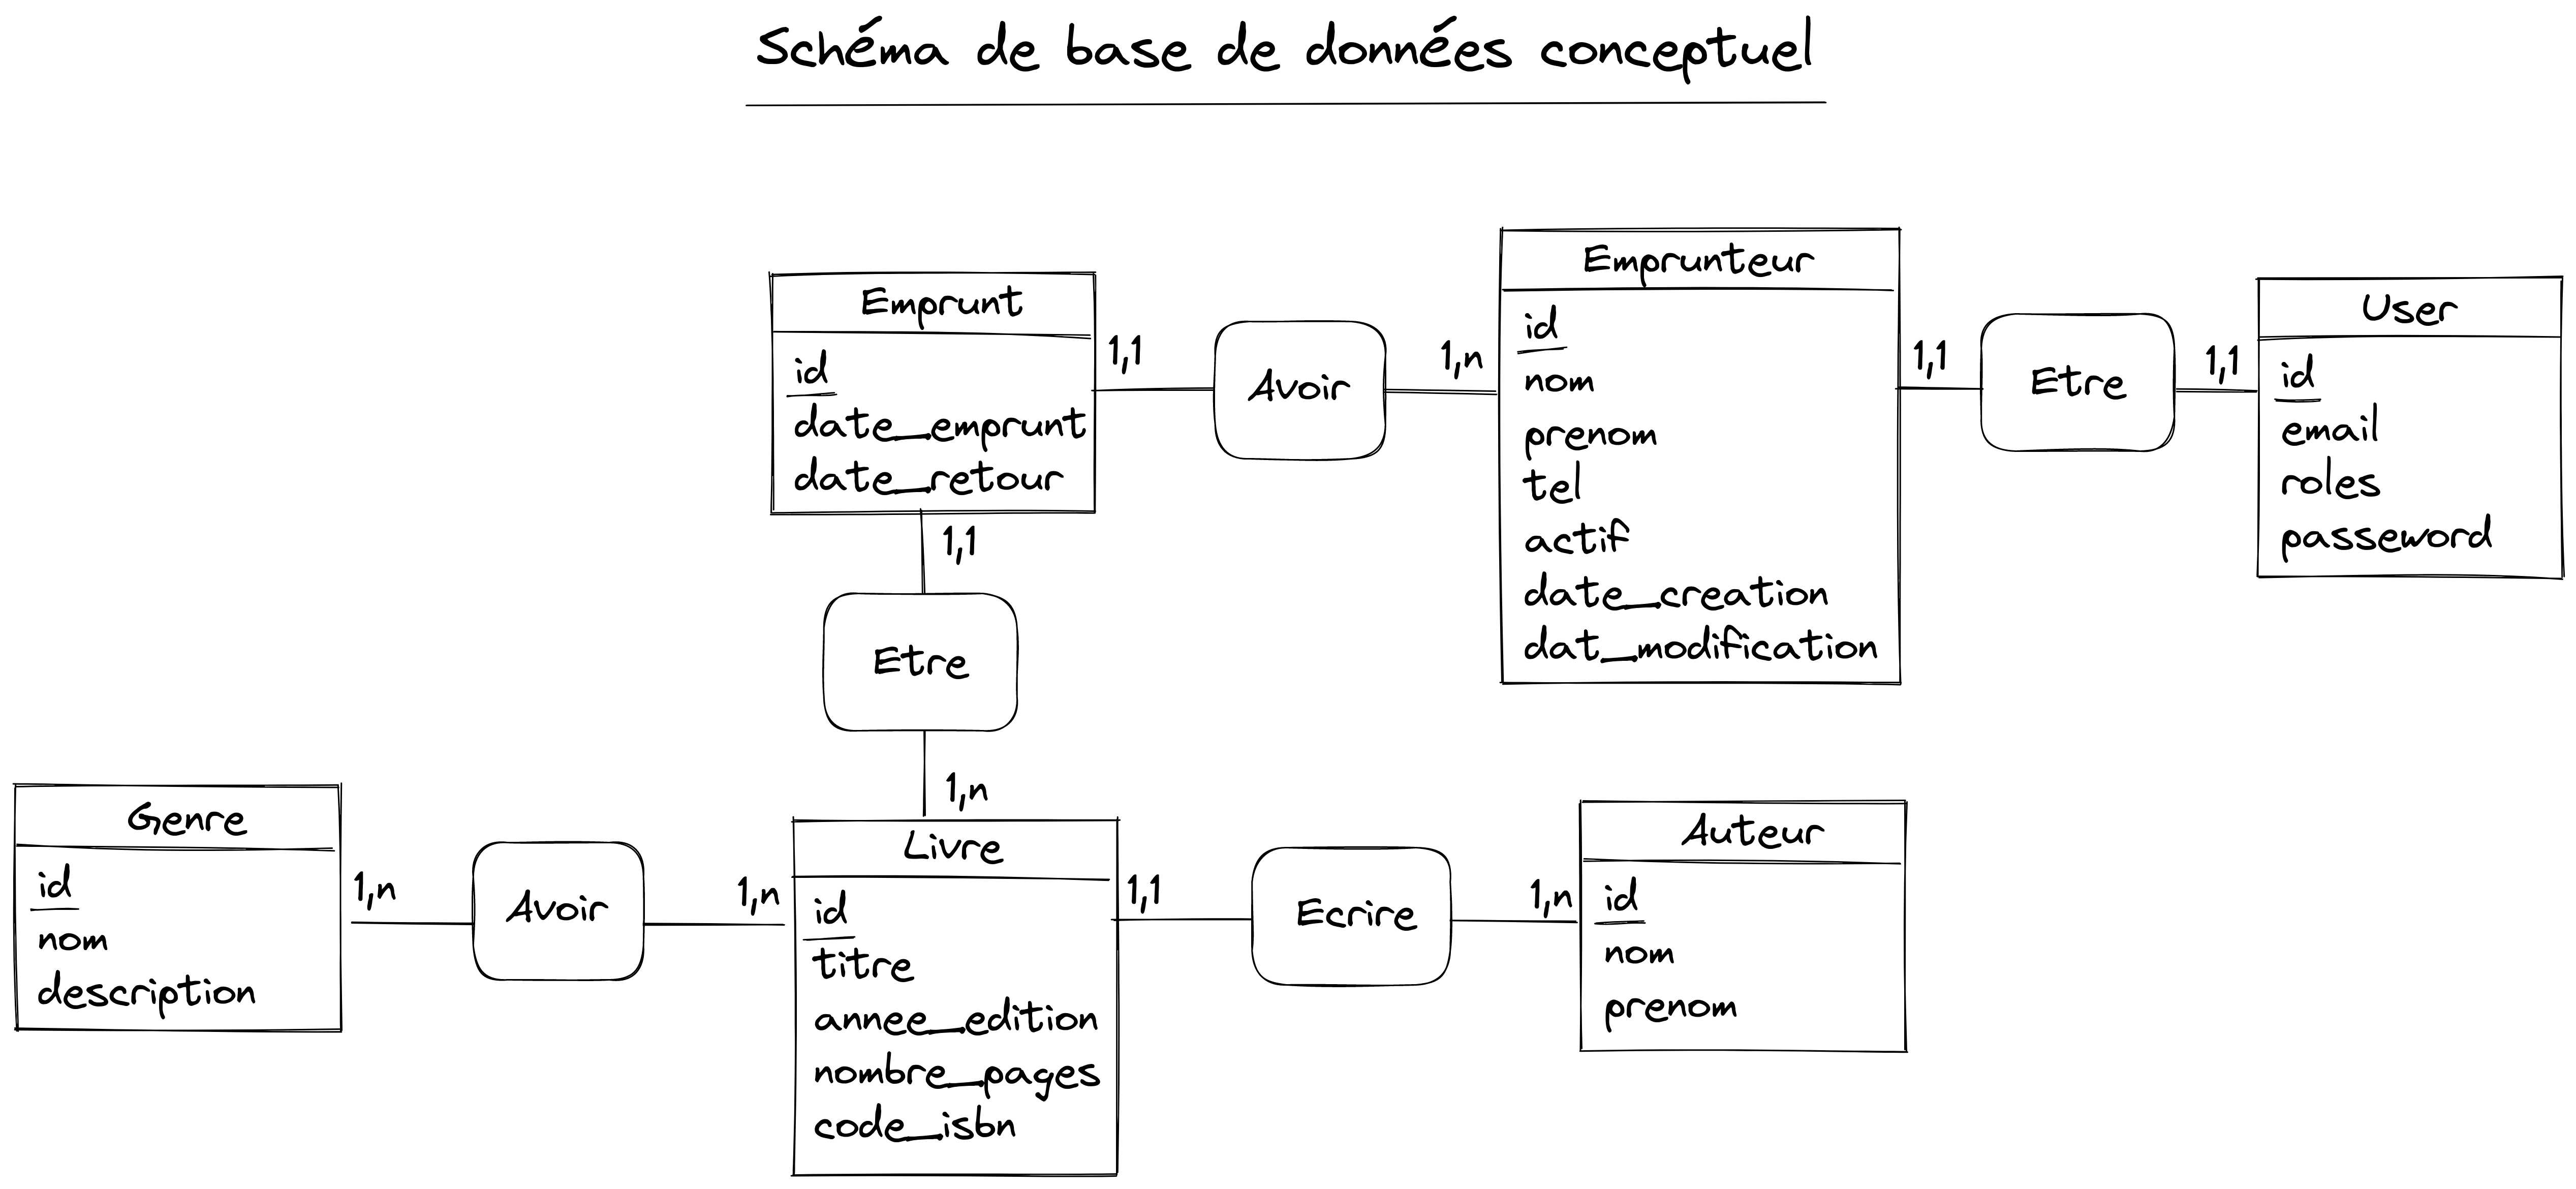 Schéma de base de données conceptuel
Emprunt
id
date_emprunt
date_retour
1,1
Avoir
1,n
Emprunteur
id
nom
prenom
tel
actif
date_creation
dat_modification
1,1
Etre
1,1
User
id
email
roles
passeword
1,1
Etre
1,n
Genre
id
nom
description
1,n
Avoir
1,n
Livre
id
titre
annee_edition
nombre_pages
code_isbn
1,1
Ecrire
1,n
Auteur
id
nom
prenom